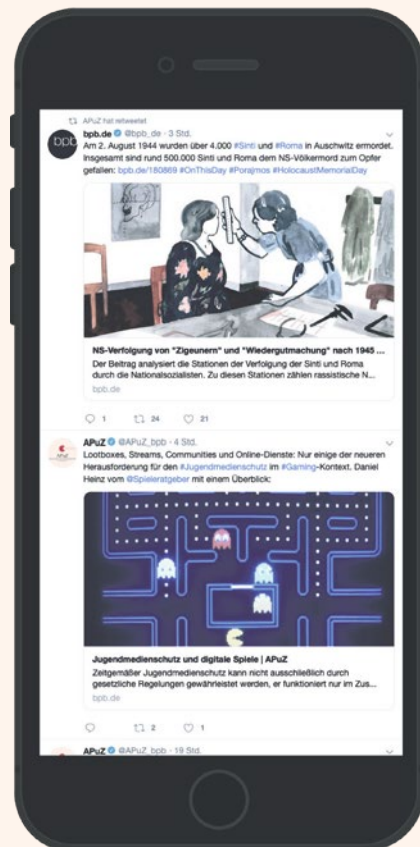 APuZ hat retweetet
bpb.de @bpb_de · 3 Std.
bpb:
Am 2. August 1944 wurden über 4.000 #Sinti und #Roma in Auschwitz ermordet.
Insgesamt sind rund 500.000 Sinti und Roma dem NS-Völkermord zum Opfer
gefallen: bpb.de/180869 #OnThisDay #Porajmos #HolocaustMemorialDay
NS-Verfolgung von "Zigeunern" und "Wiedergutmachung" nach 1945 ...
Der Beitrag analysiert die Stationen der Verfolgung der Sinti und Roma
durch die Nationalsozialisten. Zu diesen Stationen zählen rassistische N...
bpb.de
1 24 21
APuZ @APuZ_bpb · 4 Std.
APuZ
Lootboxes, Streams, Communities und Online-Dienste: Nur einige der neueren
Herausforderung für den #Jugendmedienschutz im #Gaming-Kontext. Daniel
Heinz vom @Spieleratgeber mit einem Überblick:
Jugendmedienschutz und digitale Spiele | APuZ
Zeitgemäßer Jugendmedienschutz kann nicht ausschließlich durch
gesetzliche Regelungen gewährleistet werden, er funktioniert nur im Zus...
bpb.de
2 1
APuZ @APuZ_bpb · 19 Std.